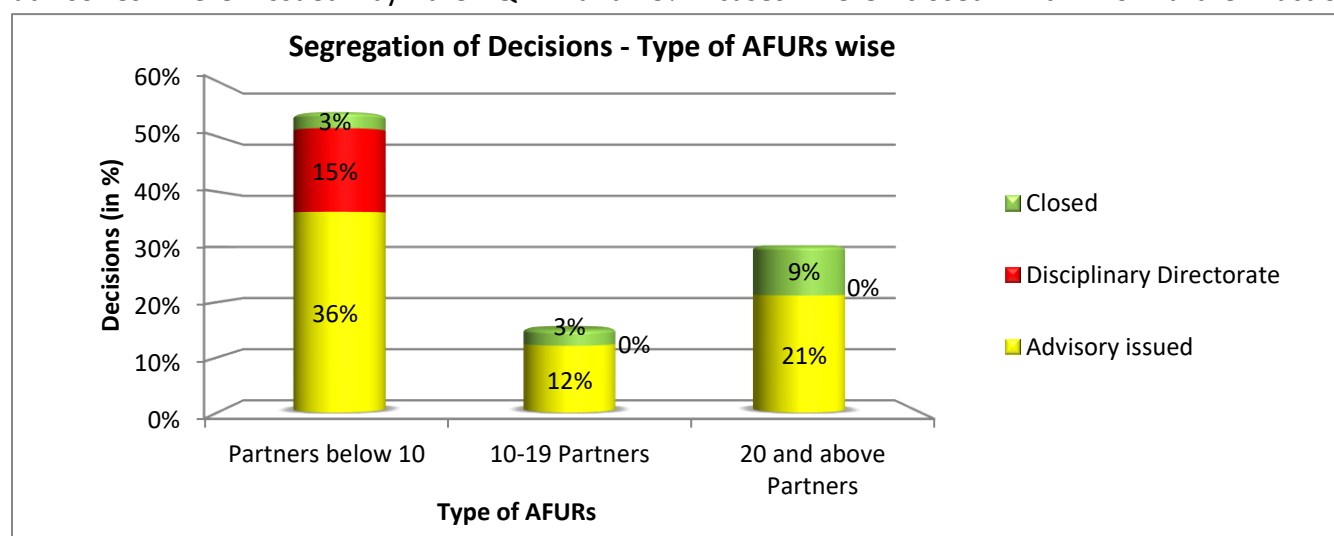 Segregation of Decisions - Type of AFURs wise
60%
50%
40%
30%
20%
10%
0%
Decisions (in %)
3%
15%
36%
3%
0%
12%
9%
0%
21%
Closed
Disciplinary Directorate
Advisory issued
Partners below 10
10-19 Partners
20 and above
Partners
Type of AFURs